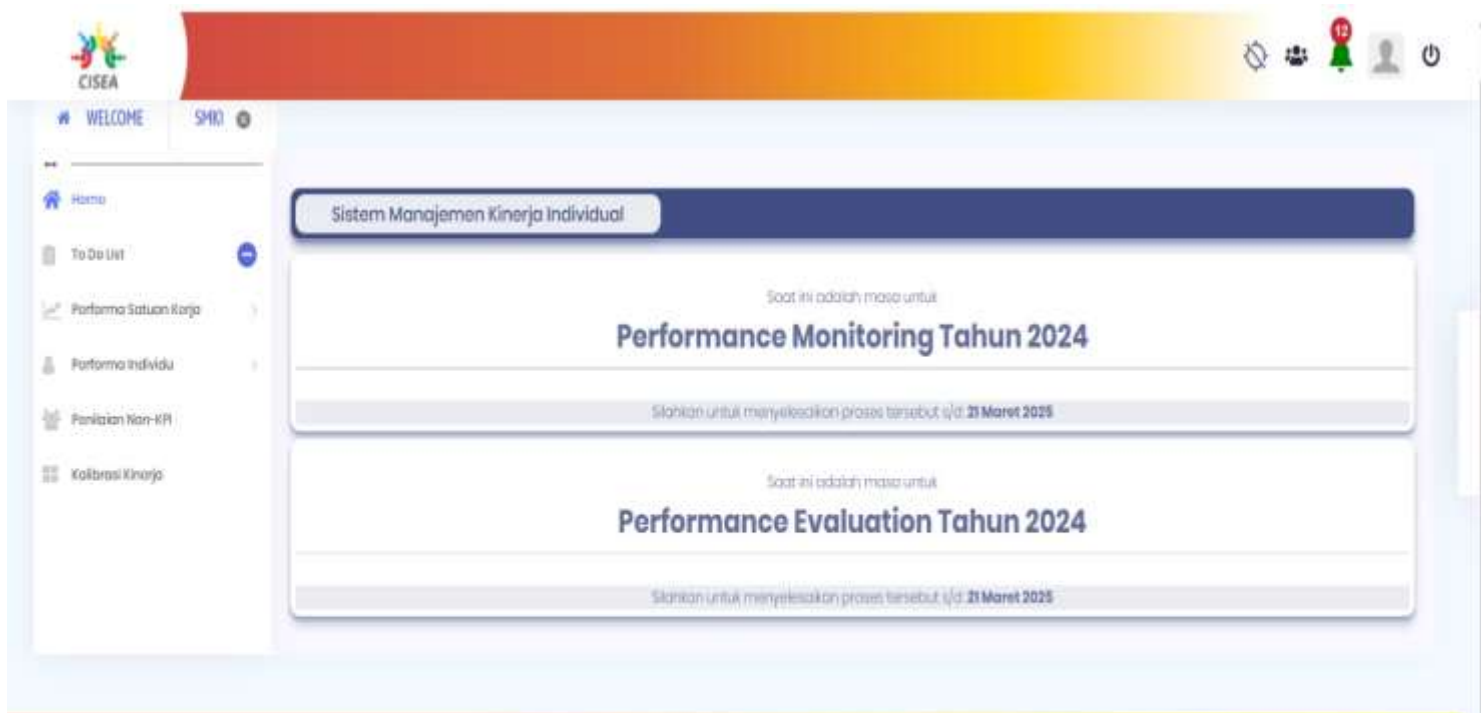 CISEA
12
WELCOME
SMKI
Home
To Do List
Performa Satuan Kerja
Performa Individu
Penilaian Non-KPI
Kalibrasi Kinerja
Sistem Manajemen Kinerja Individual
Saat ini adalah masa untuk
Performance Monitoring Tahun 2024
Silahkan untuk menyelesaikan proses tersebut s/d: 21 Maret 2025
Saat ini adalah masa untuk
Performance Evaluation Tahun 2024
Silahkan untuk menyelesaikan proses tersebut s/d: 21 Maret 2025